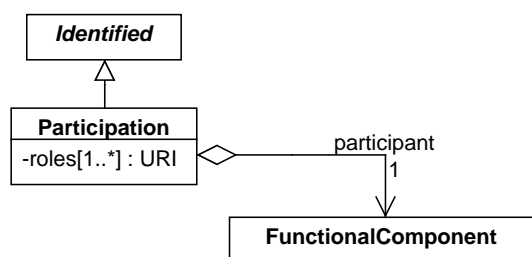 Identified
Participation
-roles[1..*] : URI
participant
1
FunctionalComponent